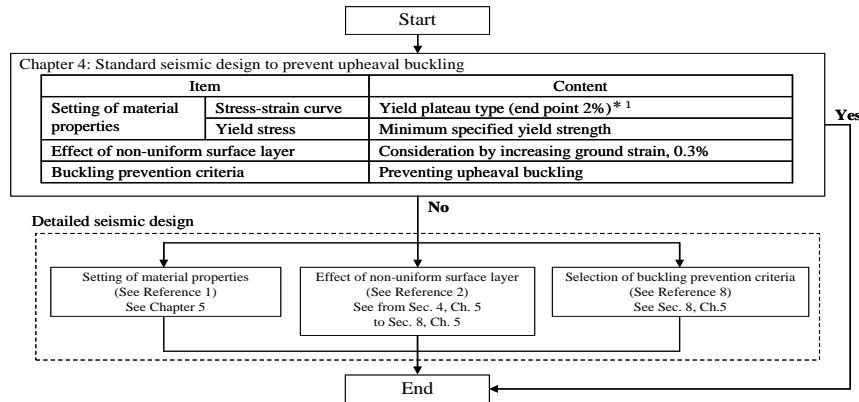 Start
Chapter 4: Standard seismic design to prevent upheaval buckling
Item Content
Setting of material properties Stress-strain curve Yield plateau type (end point 2%)* 1
Yield stress Minimum specified yield strength
Effect of non-uniform surface layer Consideration by increasing ground strain, 0.3%
Buckling prevention criteria Preventing upheaval buckling
Yes
No
Detailed seismic design
Setting of material properties
(See Reference 1)
See Chapter 5
Effect of non-uniform surface layer
(See Reference 2)
See from Sec. 4, Ch. 5
to Sec. 8, Ch. 5
Selection of buckling prevention criteria
(See Reference 8)
See Sec. 8, Ch.5
End